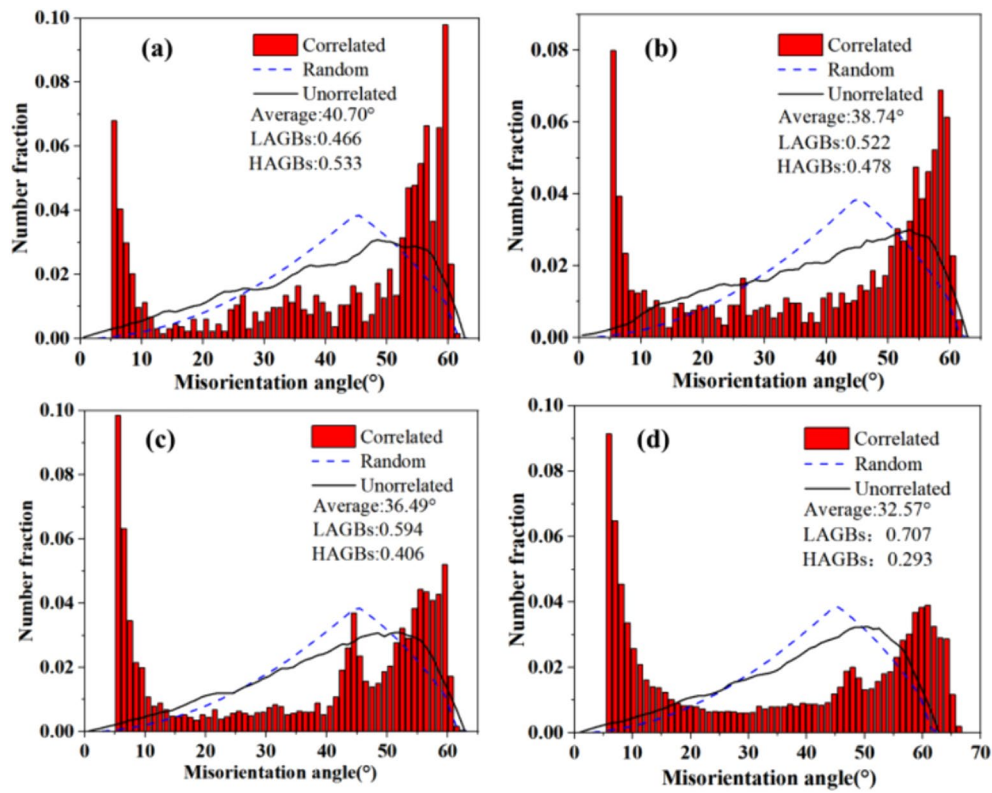 (a)
Correlated
Random
Unorrelated
Average:40.70°
LAGBs:0.466
HAGBs:0.533
0.10
0.08
0.06
0.04
0.02
0.00
Number fraction
0 10 20 30 40 50 60
Misorientation angle(°)
(b)
Correlated
Random
Unorrelated
Average:38.74°
LAGBs:0.522
HAGBs:0.478
0.08
0.06
0.04
0.02
0.00
Number fraction
0 10 20 30 40 50 60
Misorientation angle(°)
(c)
Correlated
Random
Unorrelated
Average:36.49°
LAGBs:0.594
HAGBs:0.406
0.10
0.08
0.06
0.04
0.02
0.00
Number fraction
0 10 20 30 40 50 60
Misorientation angle(°)
(d)
Correlated
Random
Unorrelated
Average:32.57°
LAGBs：0.707
HAGBs：0.293
0.10
0.08
0.06
0.04
0.02
0.00
Number fraction
0 10 20 30 40 50 60 70
Misorientation angle(°)